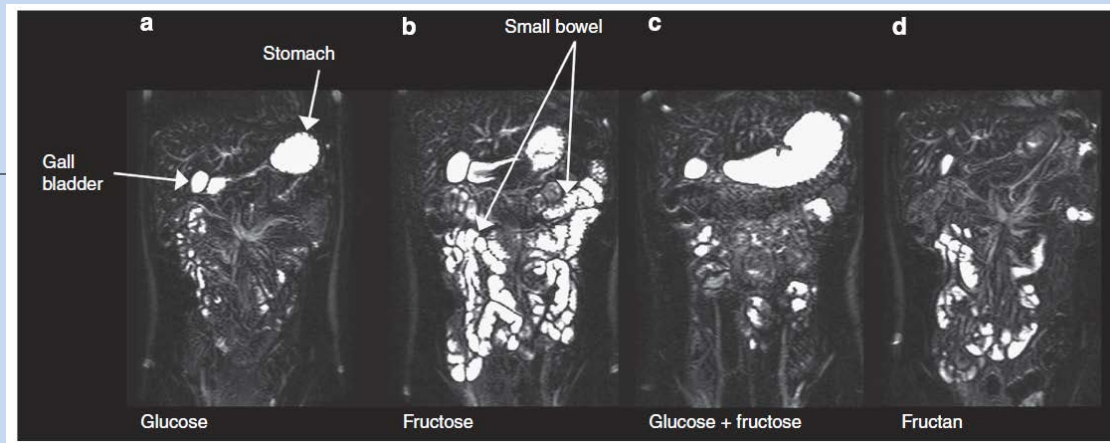 a
b
c
d
Small bowel
Stomach
Gall
bladder
Glucose
Fructose
Glucose + fructose
Fructan